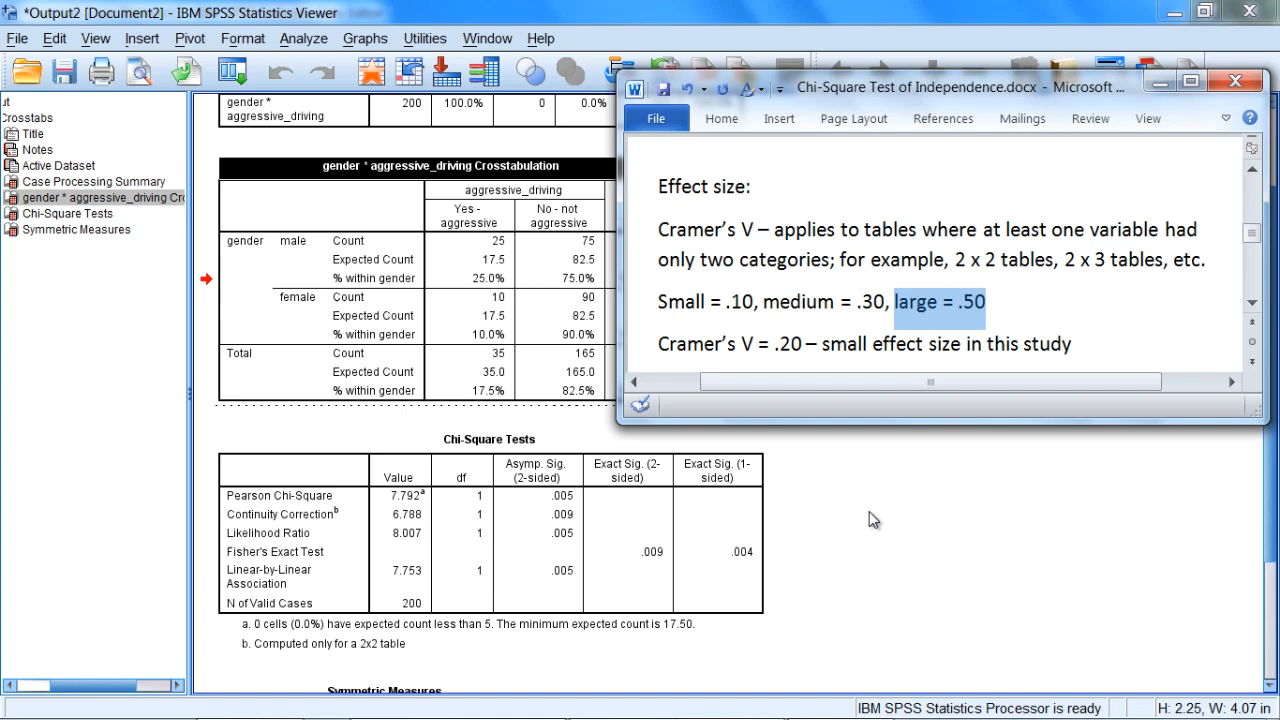 *Output2 [Document2] - IBM SPSS Statistics Viewer
File Edit View Insert Pivot Format Analyze Graphs Utilities Window Help
ut
Crosstabs
Title
Notes
Active Dataset
Case Processing Summary
gender * aggressive_driving Cro
Chi-Square Tests
Symmetric Measures
gender * aggressive_driving 200 100.0% 0 0.0%
gender * aggressive_driving Crosstabulation
aggressive_driving
Yes - aggressive No - not aggressive
gender male Count 25 75
Expected Count 17.5 82.5
% within gender 25.0% 75.0%
female Count 10 90
Expected Count 17.5 82.5
% within gender 10.0% 90.0%
Total Count 35 165
Expected Count 35.0 165.0
% within gender 17.5% 82.5%
Chi-Square Tests
Value df Asymp. Sig. (2-sided) Exact Sig. (2-sided) Exact Sig. (1-sided)
Pearson Chi-Square 7.792a 1 .005
Continuity Correctionb 6.788 1 .009
Likelihood Ratio 8.007 1 .005
Fisher's Exact Test .009 .004
Linear-by-Linear Association 7.753 1 .005
N of Valid Cases 200
a. 0 cells (0.0%) have expected count less than 5. The minimum expected count is 17.50.
b. Computed only for a 2x2 table
Symmetric Measures
Chi-Square Test of Independence.docx - Microsoft ...
File Home Insert Page Layout References Mailings Review View
Effect size:
Cramer’s V – applies to tables where at least one variable had
only two categories; for example, 2 x 2 tables, 2 x 3 tables, etc.
Small = .10, medium = .30, large = .50
Cramer’s V = .20 – small effect size in this study
IBM SPSS Statistics Processor is ready H: 2.25, W: 4.07 in